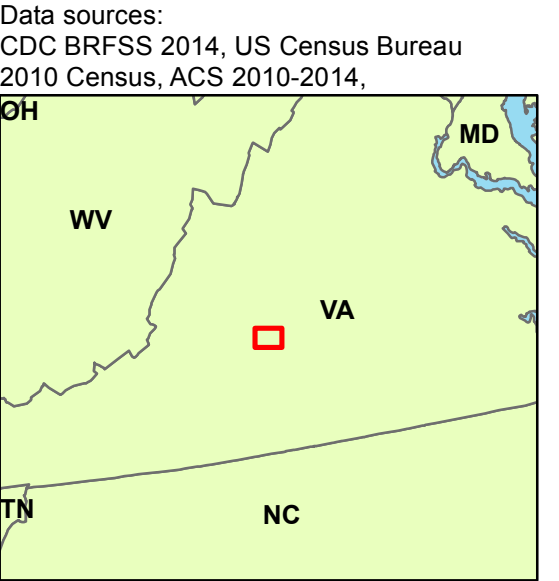 Data sources:
CDC BRFSS 2014, US Census Bureau
2010 Census, ACS 2010-2014,
OH
MD
WV
VA
TN
NC